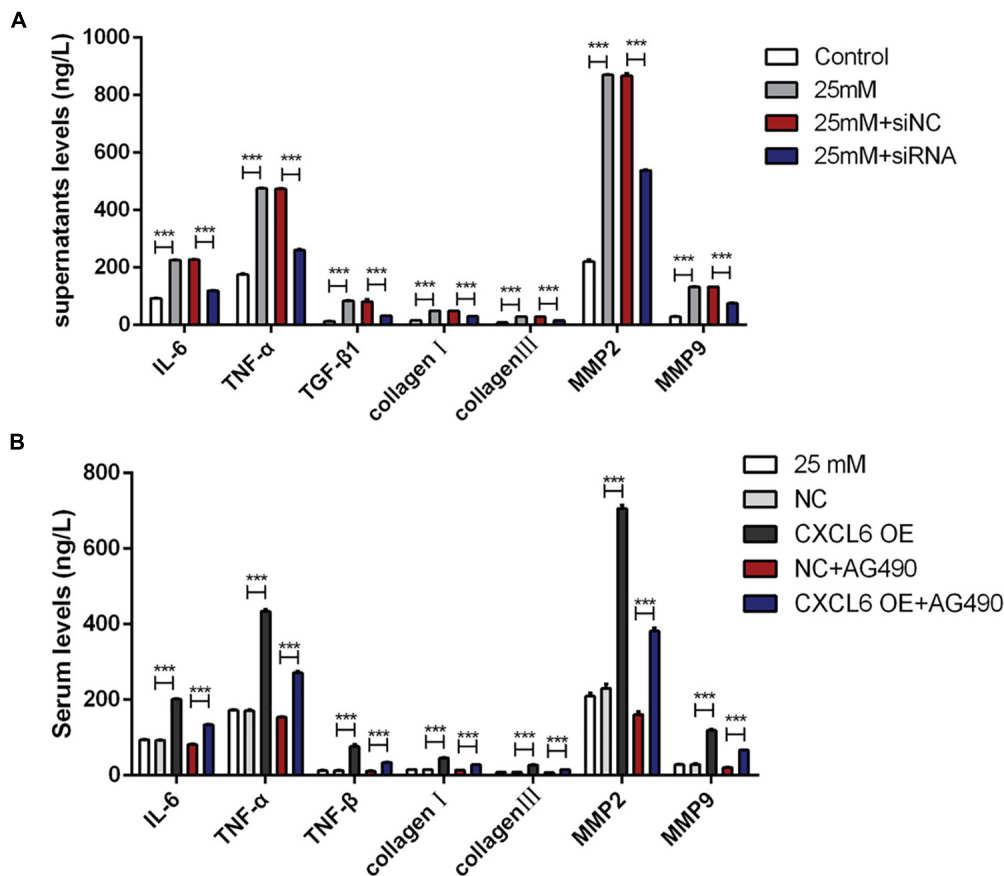 A
supernatants levels (ng/L)
1000
800
600
400
200
0
*** *** *** *** *** *** *** *** *** *** *** *** *** ***
IL-6
TNF-α
TGF-β1
collagen Ⅰ
collagenⅢ
MMP2
MMP9
Control
25mM
25mM+siNC
25mM+siRNA
B
Serum levels (ng/L)
800
600
400
200
0
*** *** *** *** *** *** *** *** *** *** *** *** *** ***
IL-6
TNF-α
TNF-β
collagen Ⅰ
collagenⅢ
MMP2
MMP9
25 mM
NC
CXCL6 OE
NC+AG490
CXCL6 OE+AG490